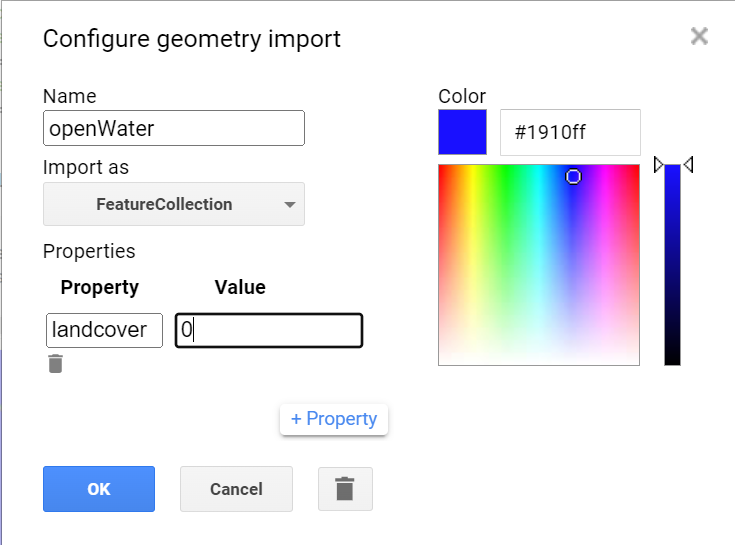 Configure geometry import
Name
openWater
Import as
FeatureCollection
Properties
Property Value
landcover 0
+ Property
OK Cancel
Color
#1910ff